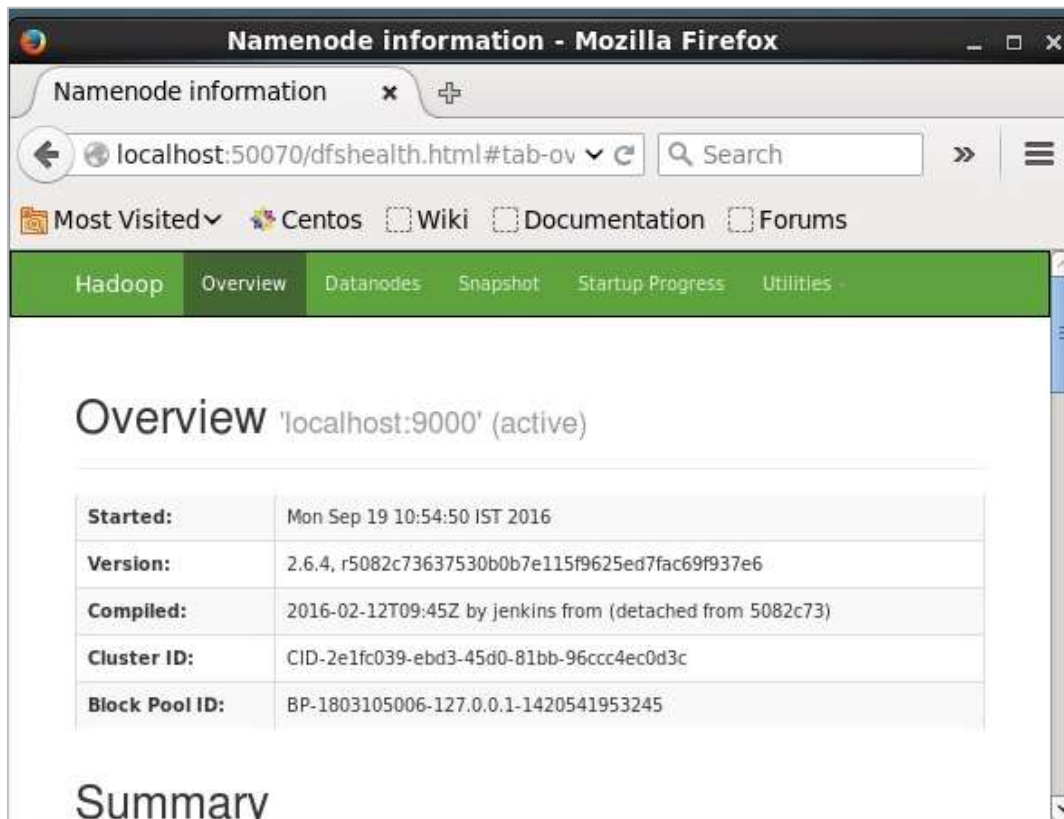 Namenode information - Mozilla Firefox
Namenode information
localhost:50070/dfshealth.html#tab-ov Search
Most Visited Centos Wiki Documentation Forums
Hadoop Overview Datanodes Snapshot Startup Progress Utilities
Overview 'localhost:9000' (active)
Started: Mon Sep 19 10:54:50 IST 2016
Version: 2.6.4, r5082c73637530b0b7e115f9625ed7fac69f937e6
Compiled: 2016-02-12T09:45Z by jenkins from (detached from 5082c73)
Cluster ID: CID-2e1fc039-ebd3-45d0-81bb-96ccc4ec0d3c
Block Pool ID: BP-1803105006-127.0.0.1-1420541953245
Summary